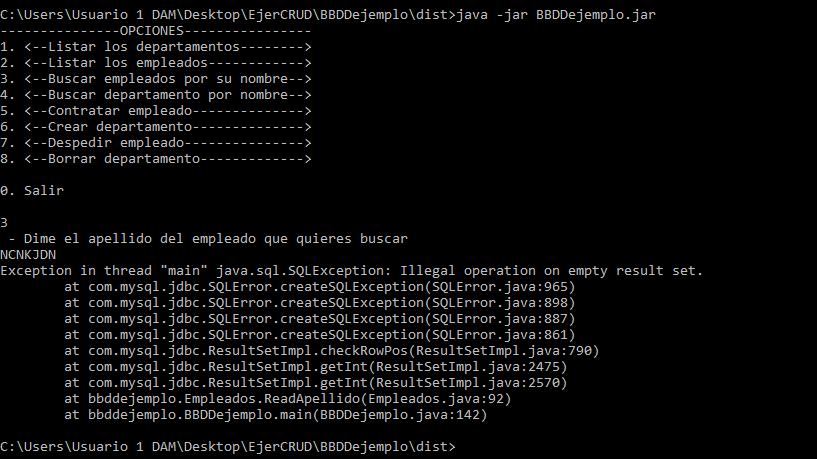 C:\Users\Usuario 1 DAM\Desktop\EjerCRUD\BBDDejemplo\dist>java -jar BBDDejemplo.jar
---------------OPCIONES----------------
1. <--Listar los departamentos-------->
2. <--Listar los empleados------------>
3. <--Buscar empleados por su nombre-->
4. <--Buscar departamento por nombre-->
5. <--Contratar empleado-------------->
6. <--Crear departamento-------------->
7. <--Despedir empleado--------------->
8. <--Borrar departamento------------->
0. Salir
3
 - Dime el apellido del empleado que quieres buscar
NCNKJDN
Exception in thread "main" java.sql.SQLException: Illegal operation on empty result set.
        at com.mysql.jdbc.SQLError.createSQLException(SQLError.java:965)
        at com.mysql.jdbc.SQLError.createSQLException(SQLError.java:898)
        at com.mysql.jdbc.SQLError.createSQLException(SQLError.java:887)
        at com.mysql.jdbc.SQLError.createSQLException(SQLError.java:861)
        at com.mysql.jdbc.ResultSetImpl.checkRowPos(ResultSetImpl.java:790)
        at com.mysql.jdbc.ResultSetImpl.getInt(ResultSetImpl.java:2475)
        at com.mysql.jdbc.ResultSetImpl.getInt(ResultSetImpl.java:2570)
        at bbddejemplo.Empleados.ReadApellido(Empleados.java:92)
        at bbddejemplo.BBDDejemplo.main(BBDDejemplo.java:142)
C:\Users\Usuario 1 DAM\Desktop\EjerCRUD\BBDDejemplo\dist>